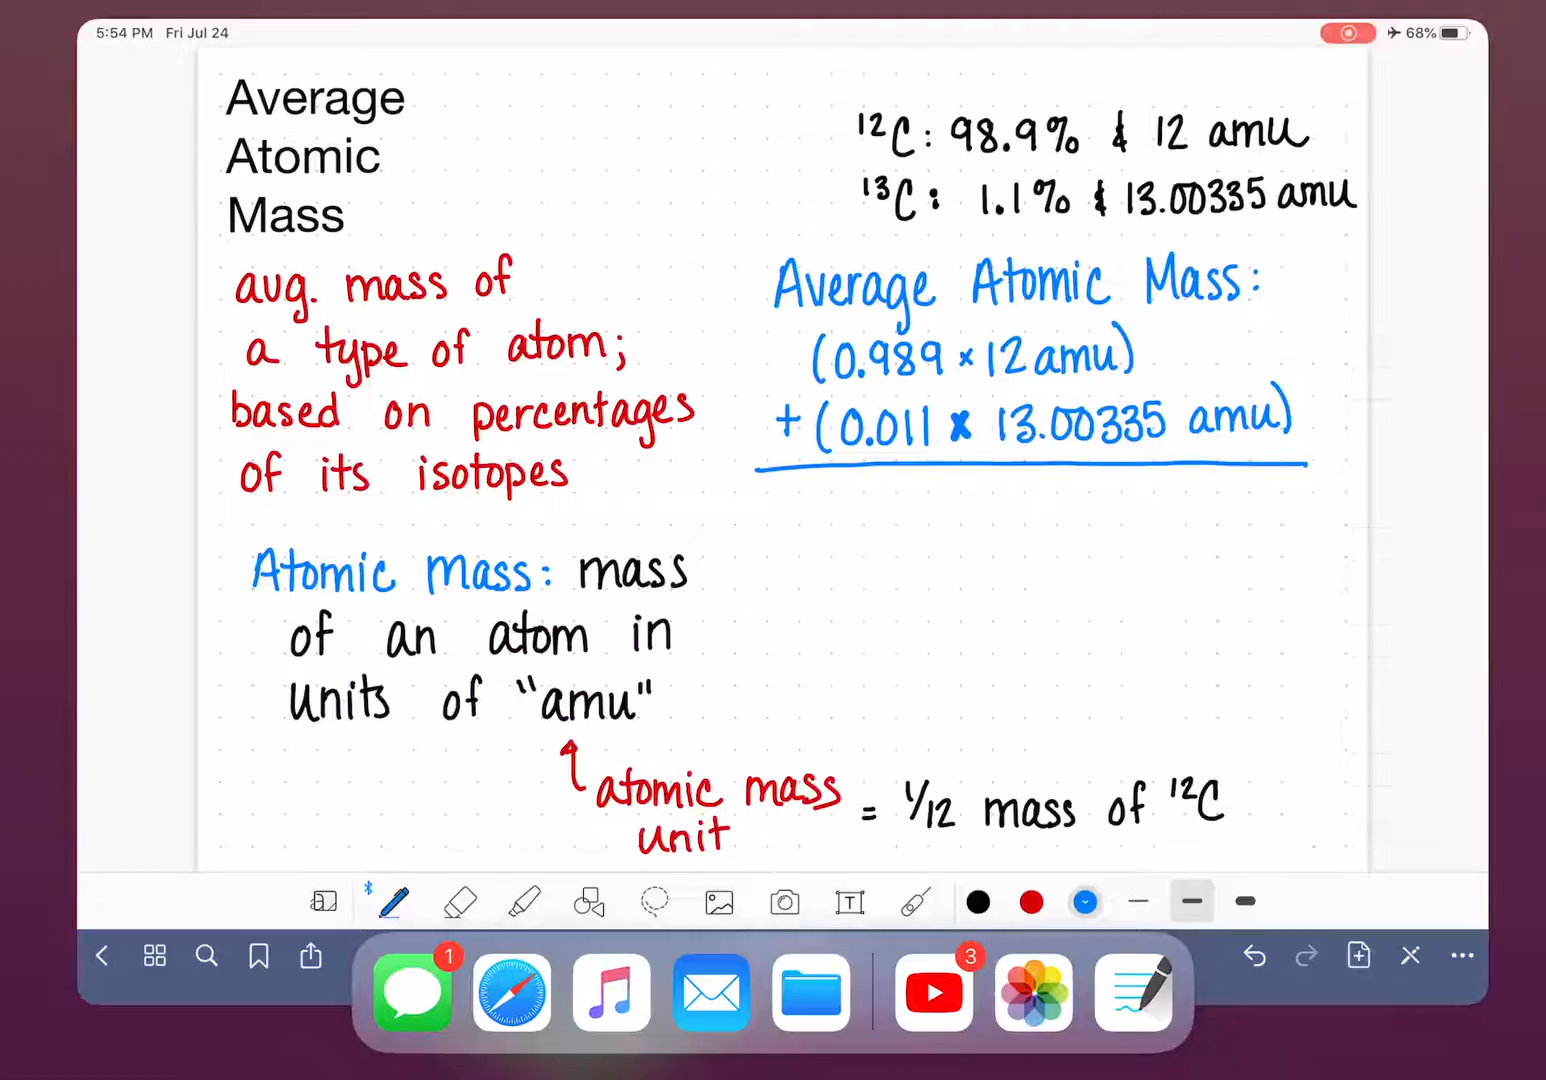 5:54 PM Fri Jul 24
68%
Average
Atomic
Mass
avg. mass of
a type of atom;
based on percentages
of its isotopes
Atomic Mass: mass
of an atom in
units of "amu"
atomic mass
unit
= 1/12 mass of ¹²C
¹²C: 98.9% & 12 amu
¹³C: 1.1% & 13.00335 amu
Average Atomic Mass:
(0.989 × 12 amu)
+ (0.011 × 13.00335 amu)
a
T
1
3